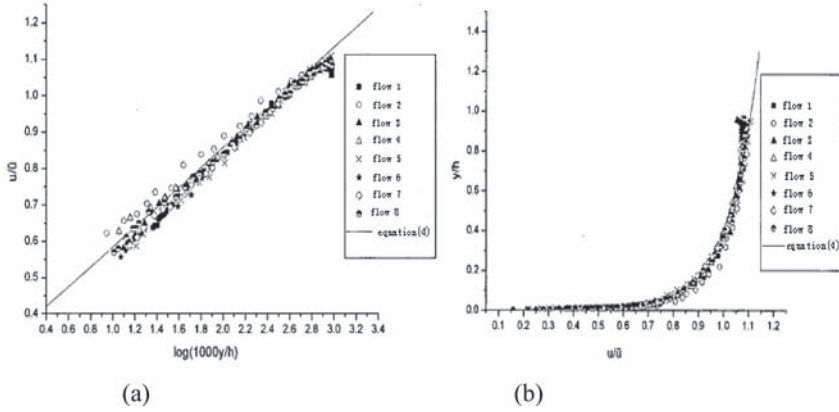 u/ū
1.2
1.1
1.0
0.9
0.8
0.7
0.6
0.5
0.4
0.4 0.6 0.8 1.0 1.2 1.4 1.6 1.8 2.0 2.2 2.4 2.6 2.8 3.0 3.2 3.4
log(1000y/h)
flow 1
flow 2
flow 3
flow 4
flow 5
flow 6
flow 7
flow 8
equation(4)
(a)
y/h
1.4
1.2
1.0
0.8
0.6
0.4
0.2
0.0
0.1 0.2 0.3 0.4 0.5 0.6 0.7 0.8 0.9 1.0 1.1 1.2
u/ū
flow 1
flow 2
flow 3
flow 4
flow 5
flow 6
flow 7
flow 8
equation(4)
(b)